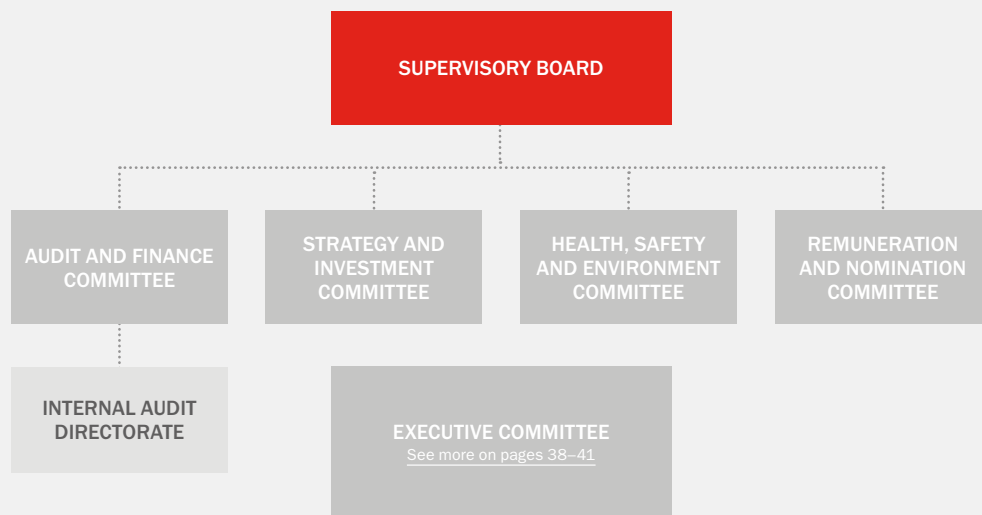 SUPERVISORY BOARD
AUDIT AND FINANCE
COMMITTEE
STRATEGY AND
INVESTMENT
COMMITTEE
HEALTH, SAFETY
AND ENVIRONMENT
COMMITTEE
REMUNERATION
AND NOMINATION
COMMITTEE
INTERNAL AUDIT
DIRECTORATE
EXECUTIVE COMMITTEE
See more on pages 38–41